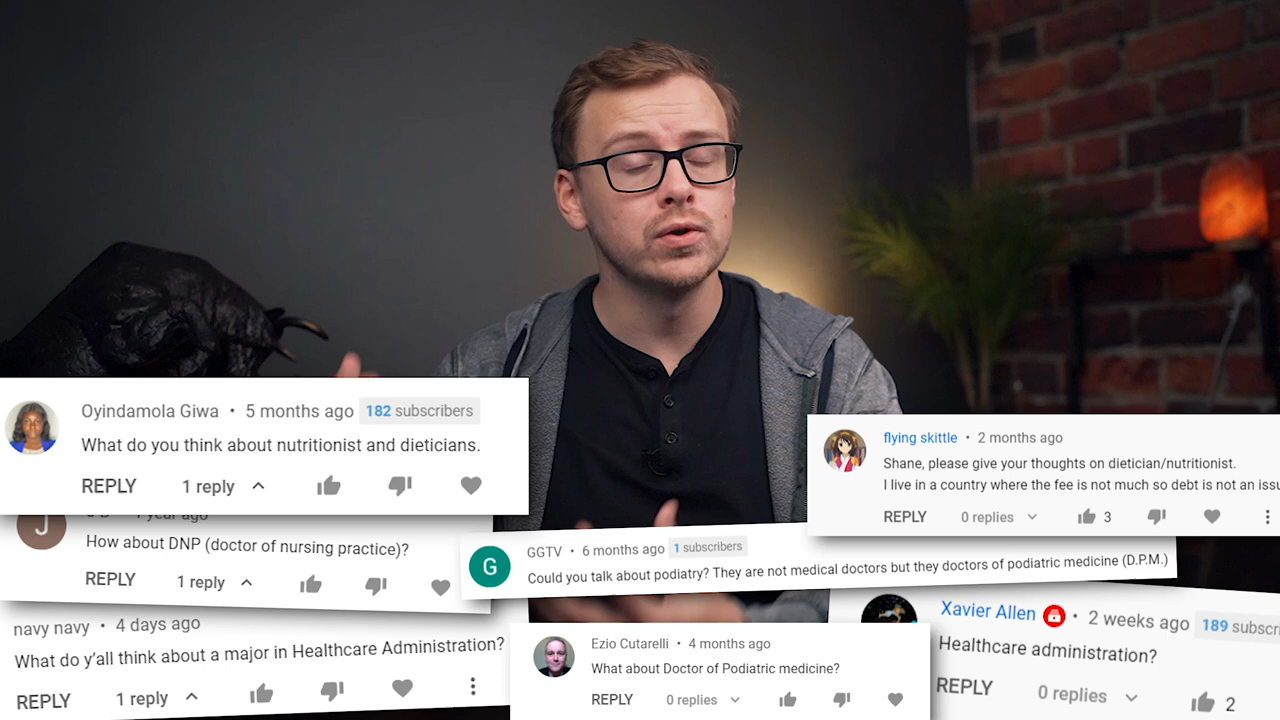 Oyindamola Giwa • 5 months ago 182 subscribers
What do you think about nutritionist and dieticians.
REPLY 1 reply
J
year ago
How about DNP (doctor of nursing practice)?
REPLY 1 reply
navy navy • 4 days ago
What do y'all think about a major in Healthcare Administration?
REPLY 1 reply
G
GGTV • 6 months ago 1 subscribers
Could you talk about podiatry? They are not medical doctors but they doctors of podiatric medicine (D.P.M.)
Ezio Cutarelli • 4 months ago
What about Doctor of Podiatric medicine?
REPLY 0 replies
flying skittle • 2 months ago
Shane, please give your thoughts on dietician/nutritionist.
I live in a country where the fee is not much so debt is not an issu
REPLY 0 replies 3
Xavier Allen • 2 weeks ago 189 subscri
Healthcare administration?
REPLY 0 replies 2